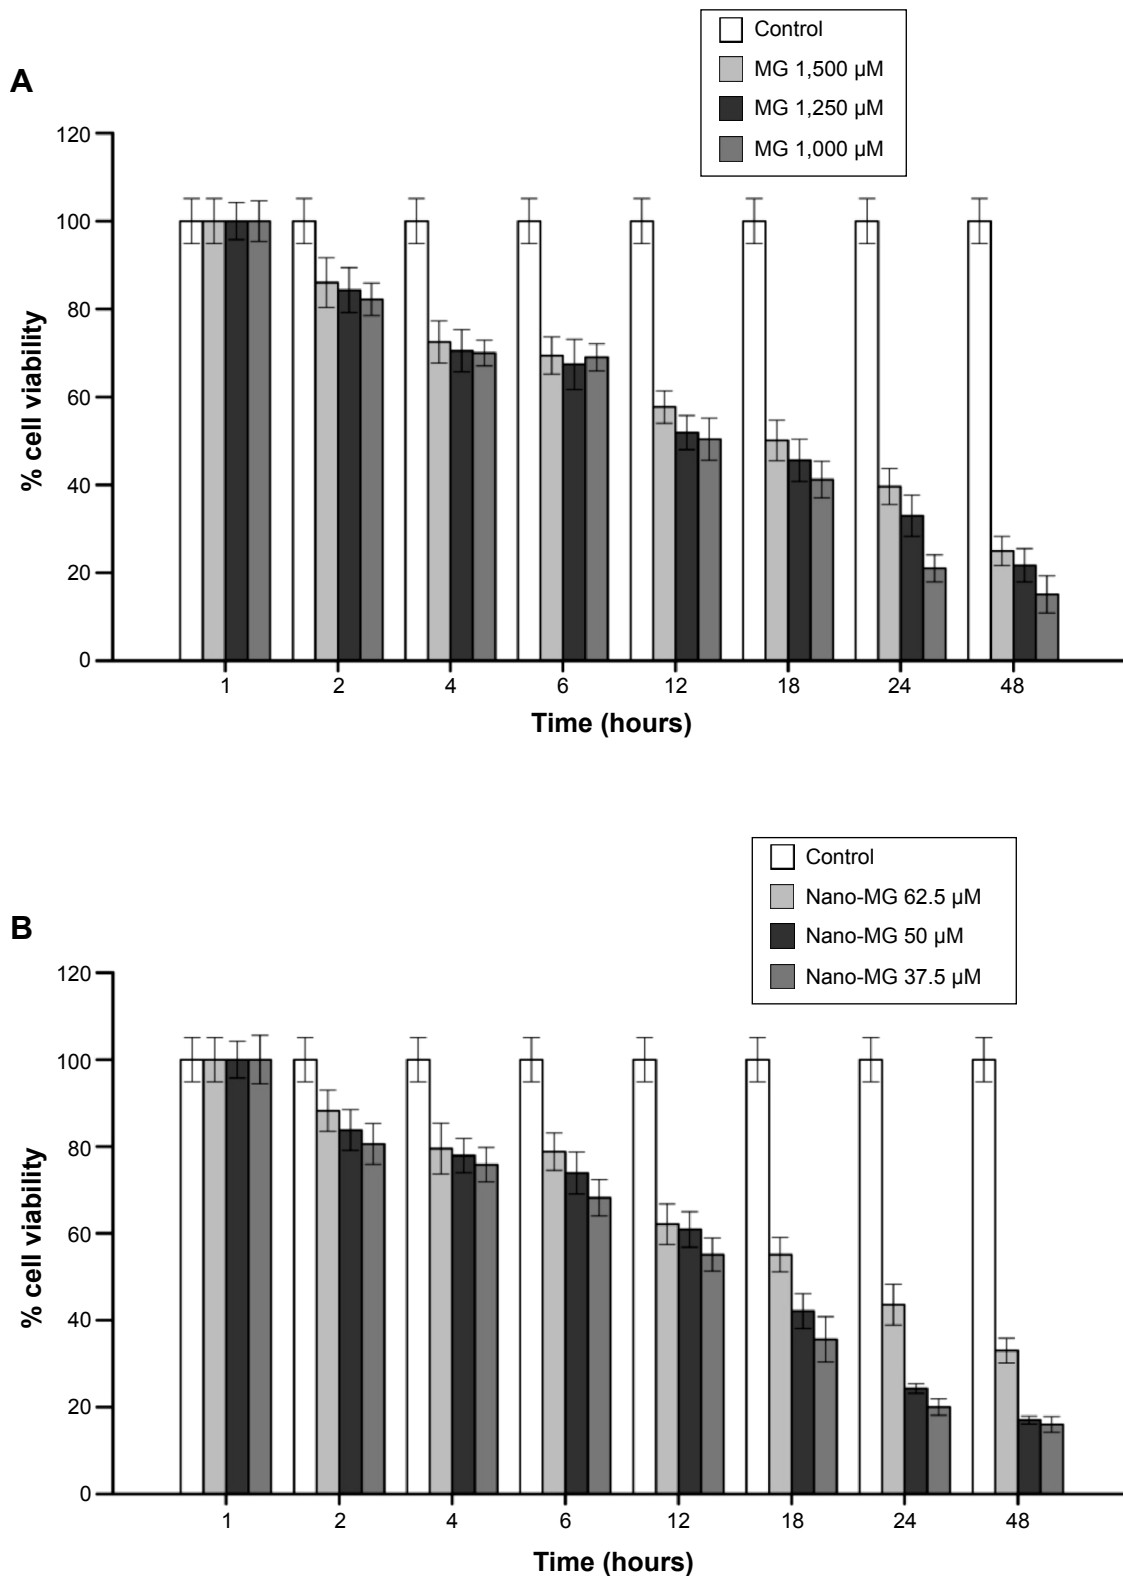 A
Control
MG 1,500 µM
MG 1,250 µM
MG 1,000 µM
120
100
80
60
40
20
0
% cell viability
1 2 4 6 12 18 24 48
Time (hours)
B
Control
Nano-MG 62.5 µM
Nano-MG 50 µM
Nano-MG 37.5 µM
120
100
80
60
40
20
0
% cell viability
1 2 4 6 12 18 24 48
Time (hours)